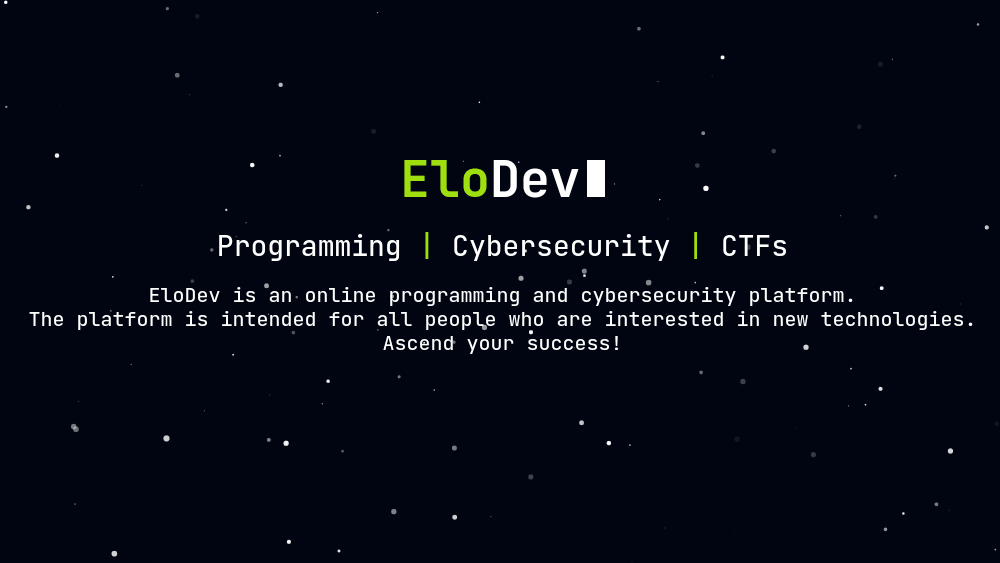 EloDev
Programming | Cybersecurity | CTFs
EloDev is an online programming and cybersecurity platform.
The platform is intended for all people who are interested in new technologies.
Ascend your success!